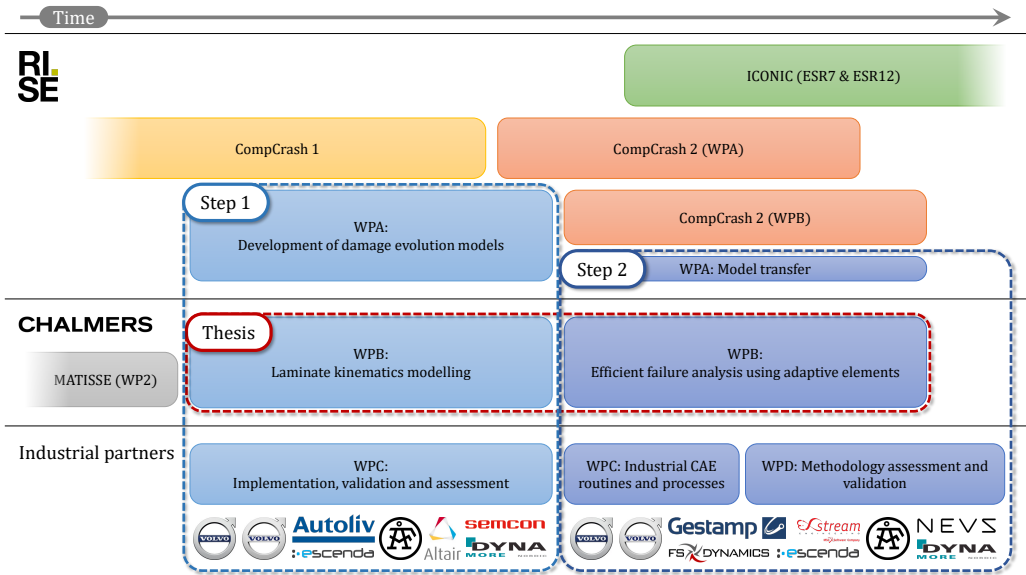 Time
RI.
SE
ICONIC (ESR7 & ESR12)
CompCrash 1
CompCrash 2 (WPA)
Step 1
WPA:
Development of damage evolution models
CompCrash 2 (WPB)
Step 2
WPA: Model transfer
CHALMERS
Thesis
MATISSE (WP2)
WPB:
Laminate kinematics modelling
WPB:
Efficient failure analysis using adaptive elements
Industrial partners
WPC:
Implementation, validation and assessment
WPC: Industrial CAE
routines and processes
WPD: Methodology assessment and
validation
VOLVO
VOLVO
Autoliv
escenda
Altair
semcon
DYNA
MORE NORDIC
VOLVO
VOLVO
Gestamp
FS DYNAMICS
stream
escenda
NEVS
DYNA
MORE NORDIC